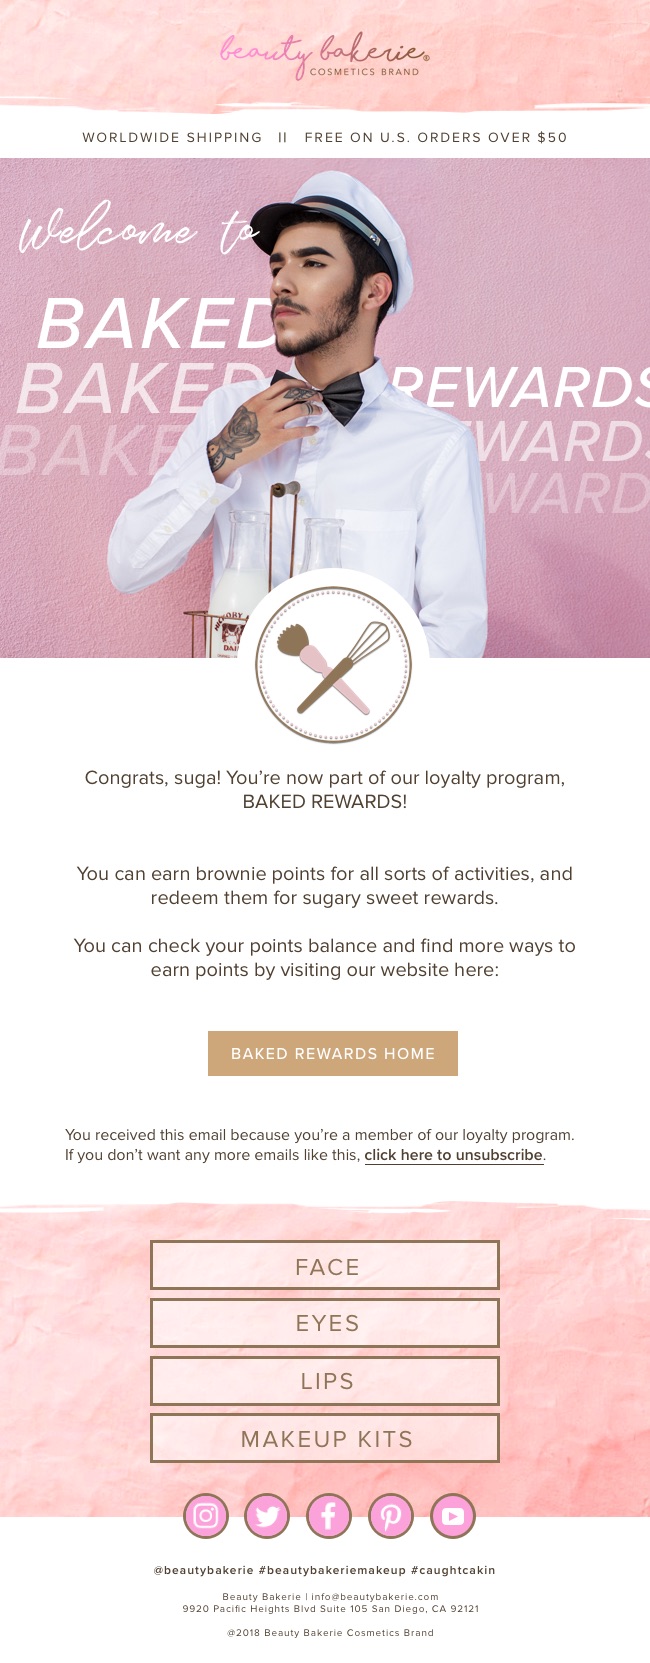 beauty bakerie®
COSMETICS BRAND
WORLDWIDE SHIPPING || FREE ON U.S. ORDERS OVER $50
Welcome to
BAKED
BAKED
BAKE
REWARDS
WARDS
WARD
HICKORY
DAI
Congrats, suga! You’re now part of our loyalty program,
BAKED REWARDS!
You can earn brownie points for all sorts of activities, and
redeem them for sugary sweet rewards.
You can check your points balance and find more ways to
earn points by visiting our website here:
BAKED REWARDS HOME
You received this email because you’re a member of our loyalty program.
If you don’t want any more emails like this, click here to unsubscribe.
FACE
EYES
LIPS
MAKEUP KITS
@beautybakerie #beautybakeriemakeup #caughtcakin
Beauty Bakerie | info@beautybakerie.com
9920 Pacific Heights Blvd Suite 105 San Diego, CA 92121
@2018 Beauty Bakerie Cosmetics Brand